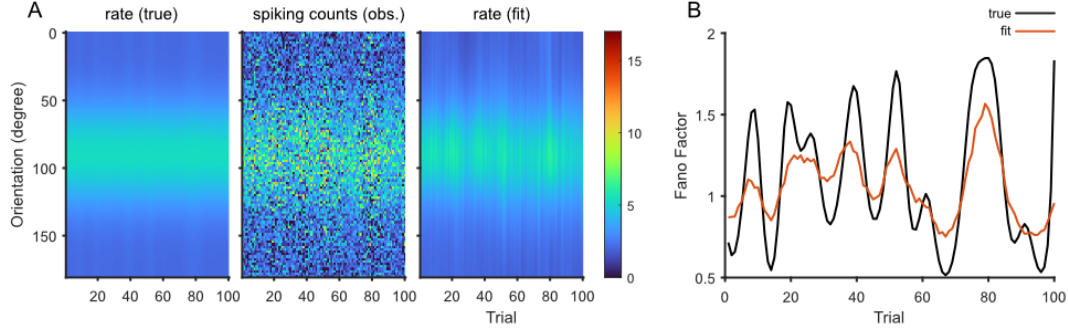 A
rate (true)
spiking counts (obs.)
rate (fit)
Orientation (degree)
0
50
100
150
20 40 60 80 100
20 40 60 80 100
20 40 60 80 100
Trial
15
10
5
0
B
true
fit
Fano Factor
2
1.5
1
0.5
0 20 40 60 80 100
Trial